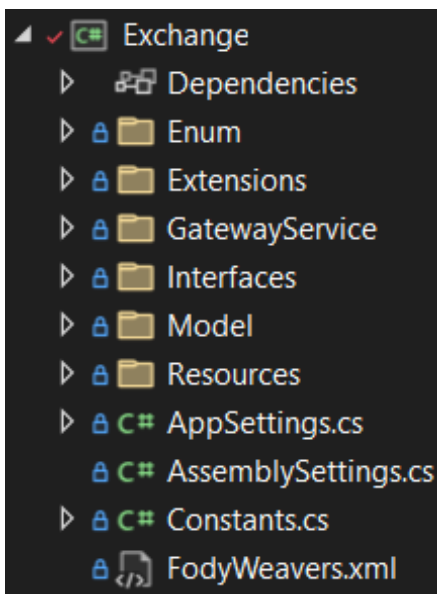 C# Exchange
Dependencies
Enum
Extensions
GatewayService
Interfaces
Model
Resources
C# AppSettings.cs
C# AssemblySettings.cs
C# Constants.cs
FodyWeavers.xml